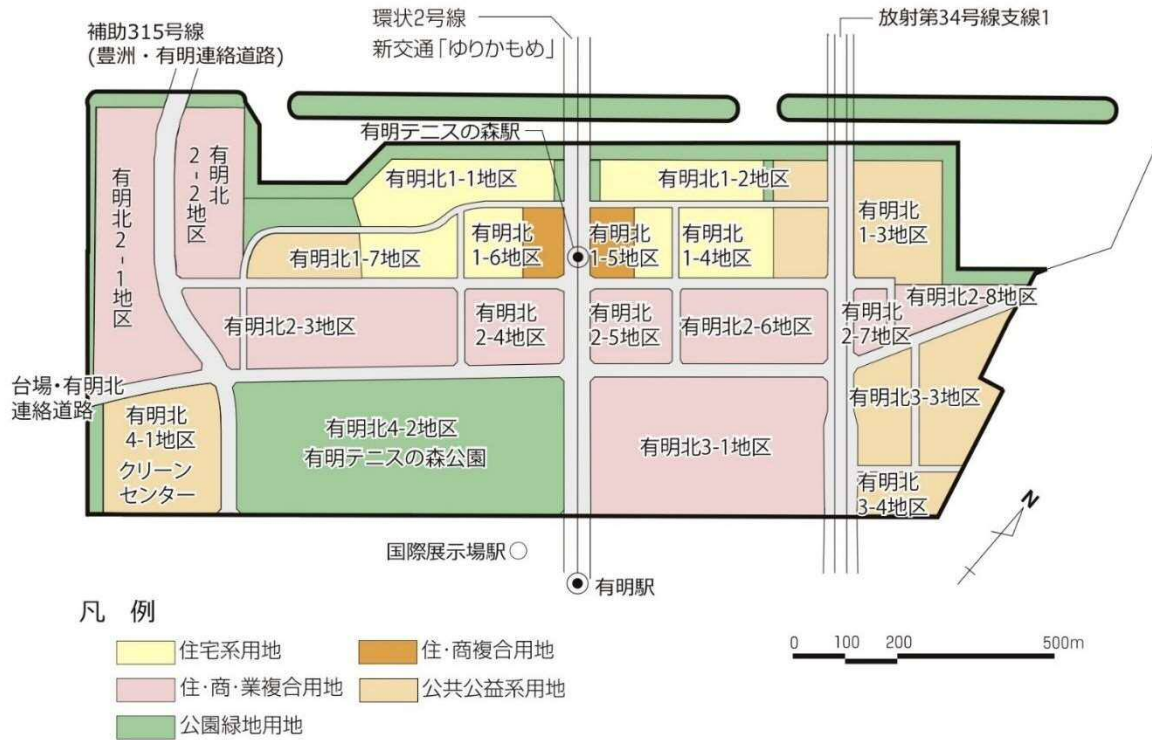 補助315号線
(豊洲・有明連絡道路)
環状2号線
新交通「ゆりかもめ」
放射第34号線支線1
有明テニスの森駅
有明北
2-2地区
有明北2-1地区
有明北1-1地区
有明北1-2地区
有明北
1-3地区
有明北1-7地区
有明北
1-6地区
有明北
1-5地区
有明北
1-4地区
有明北2-3地区
有明北
2-4地区
有明北
2-5地区
有明北2-6地区
有明北
2-7地区
有明北2-8地区
台場・有明北
連絡道路
有明北
4-1地区
クリーン
センター
有明北4-2地区
有明テニスの森公園
有明北3-1地区
有明北3-3地区
有明北
3-4地区
N
国際展示場駅
有明駅
凡 例
住宅系用地
住・商複合用地
住・商・業複合用地
公共公益系用地
公園緑地用地
0 100 200 500m